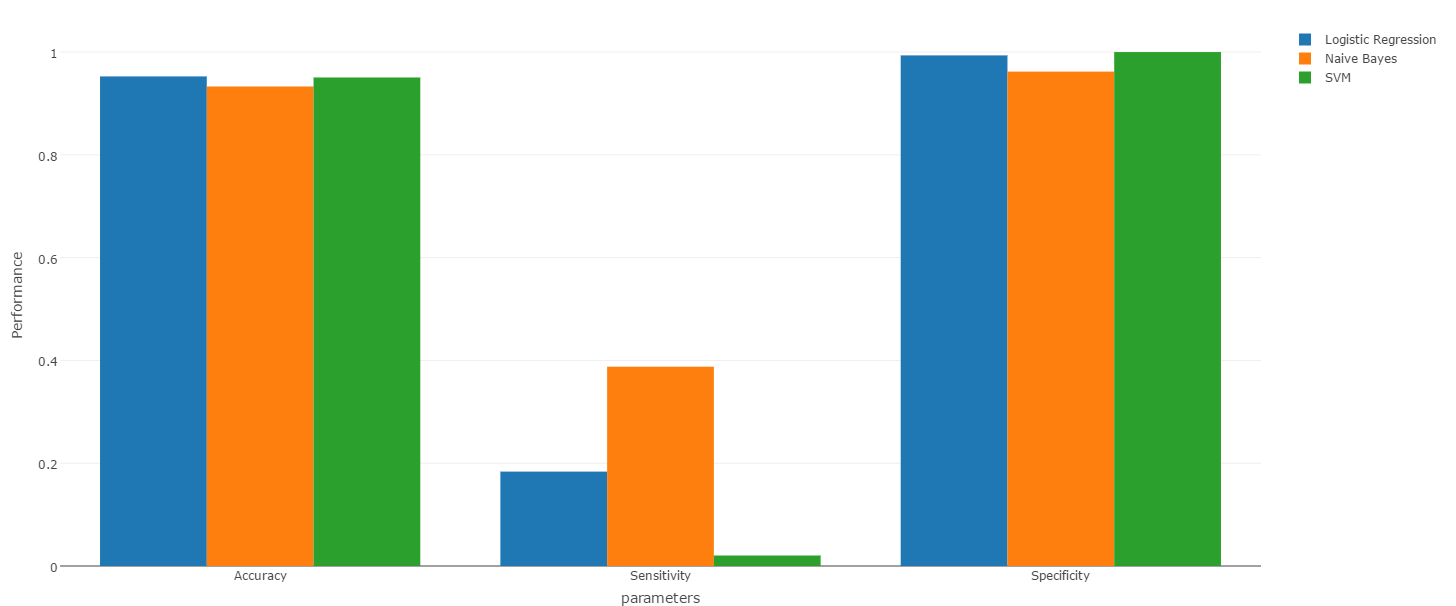 1
0.8
0.6
0.4
0.2
0
Performance
Accuracy
Sensitivity
Specificity
parameters
Logistic Regression
Naive Bayes
SVM